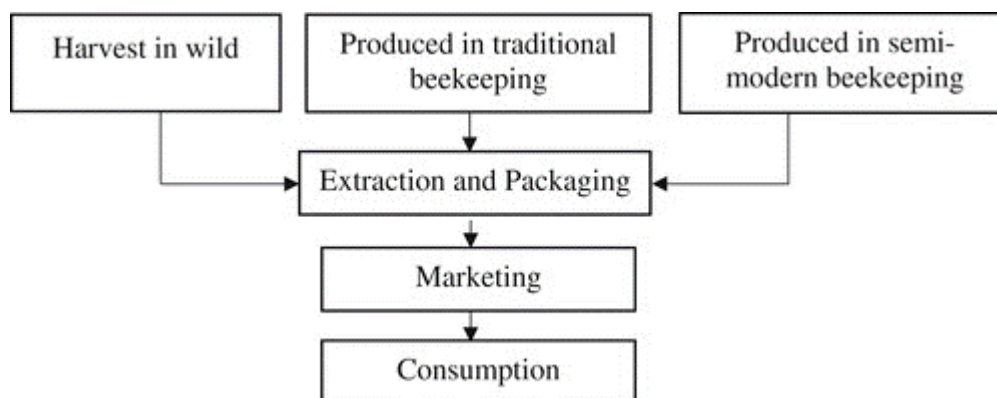 Harvest in wild
Produced in traditional
beekeeping
Produced in semi-
modern beekeeping
Extraction and Packaging
Marketing
Consumption